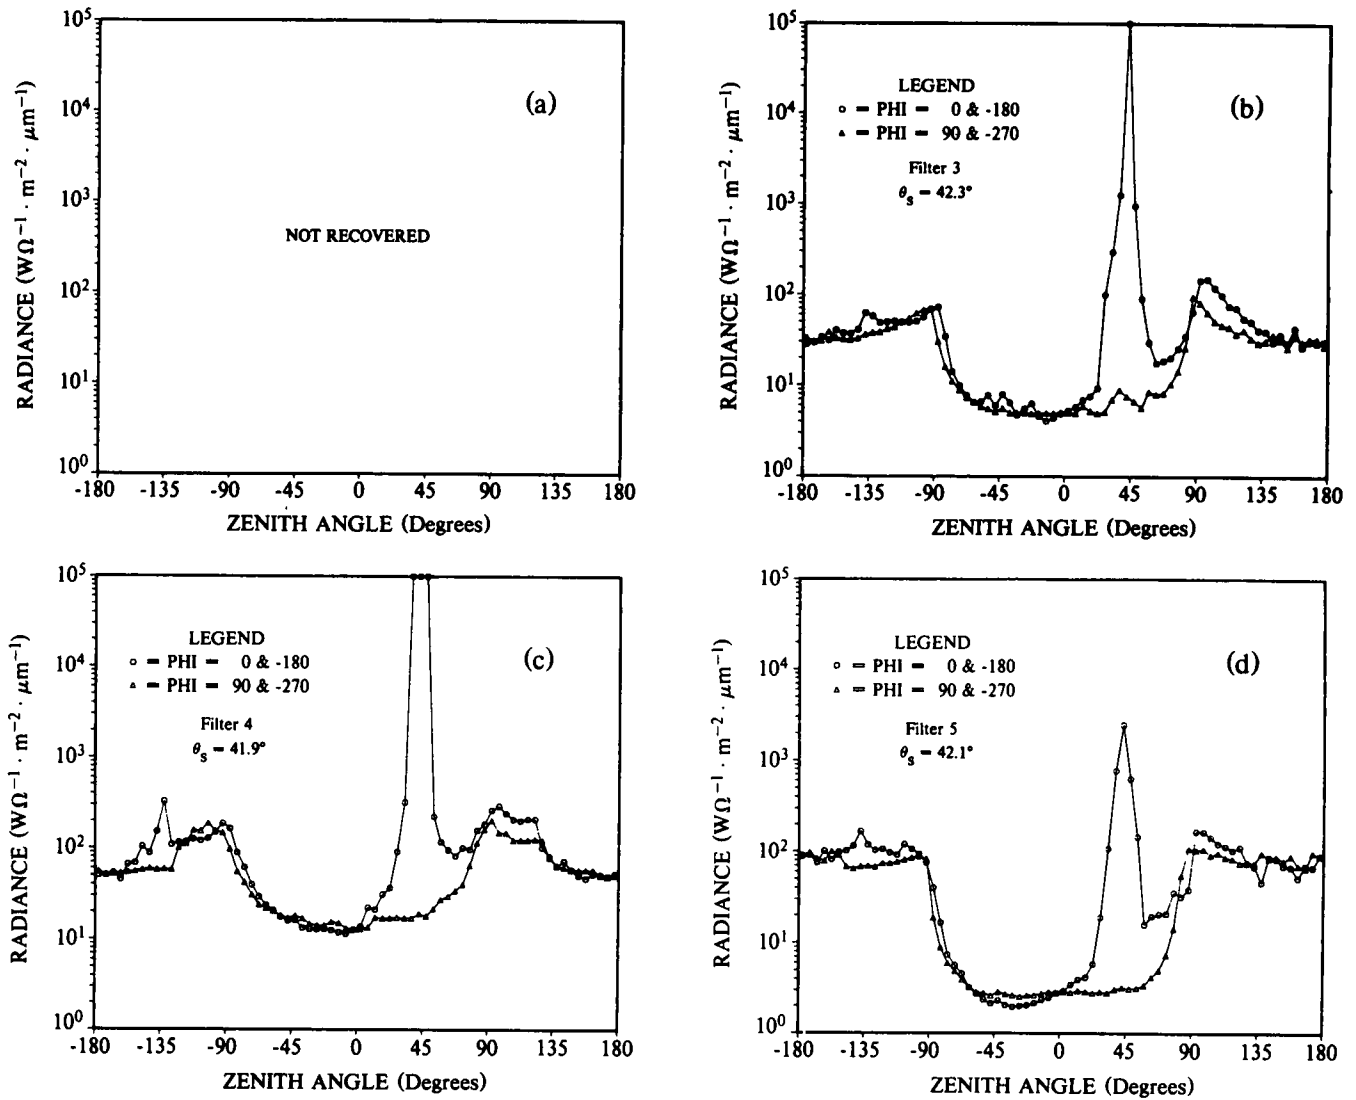 10⁵
10⁴
10³
10²
10¹
10⁰
RADIANCE (WΩ⁻¹ · m⁻² · μm⁻¹)
(a)
NOT RECOVERED
-180 -135 -90 -45 0 45 90 135 180
ZENITH ANGLE (Degrees)
10⁵
10⁴
10³
10²
10¹
10⁰
RADIANCE (WΩ⁻¹ · m⁻² · μm⁻¹)
LEGEND
PHI = 0 & -180
PHI = 90 & -270
Filter 3
θs = 42.3°
(b)
-180 -135 -90 -45 0 45 90 135 180
ZENITH ANGLE (Degrees)
10⁵
10⁴
10³
10²
10¹
10⁰
RADIANCE (WΩ⁻¹ · m⁻² · μm⁻¹)
LEGEND
= PHI = 0 & -180
= PHI = 90 & -270
Filter 4
θs = 41.9°
(c)
-180 -135 -90 -45 0 45 90 135 180
ZENITH ANGLE (Degrees)
10⁵
10⁴
10³
10²
10¹
10⁰
RADIANCE (WΩ⁻¹ · m⁻² · μm⁻¹)
LEGEND
= PHI = 0 & -180
= PHI = 90 & -270
Filter 5
θs = 42.1°
(d)
-180 -135 -90 -45 0 45 90 135 180
ZENITH ANGLE (Degrees)